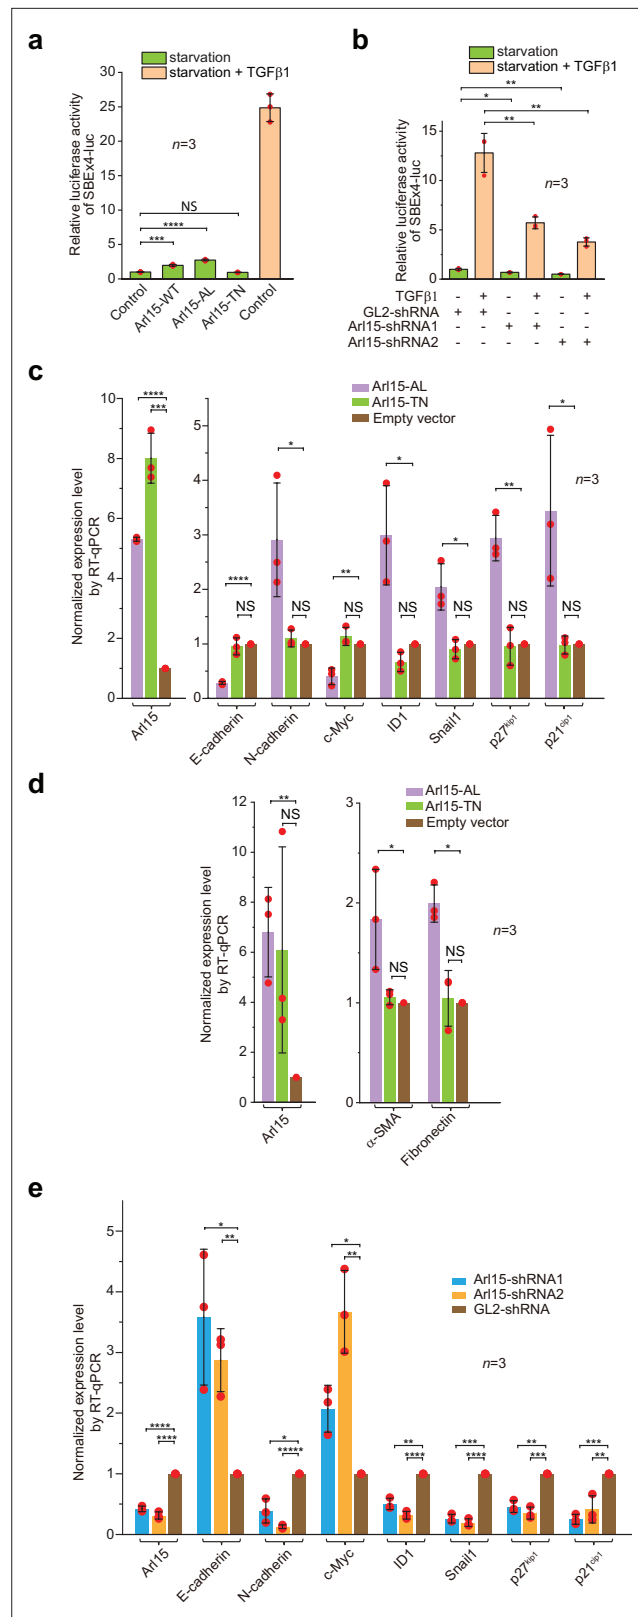 a
starvation
starvation + TGFβ1
Relative luciferase activity
of SBEx4-luc
30
25
20
15
10
5
0
n=3
NS
****
***
Control
Arl15-WT
Arl15-AL
Arl15-TN
Control
b
starvation
starvation + TGFβ1
Relative luciferase activity
of SBEx4-luc
15
10
5
0
**
*
**
**
n=3
TGFβ1 - + - + - +
GL2-shRNA + + - - - -
Arl15-shRNA1 - - + + - -
Arl15-shRNA2 - - - - + +
c
Arl15-AL
Arl15-TN
Empty vector
Normalized expression level
by RT-qPCR
10
8
6
4
2
0
****
***
Arl15
5
4
3
2
1
0
n=3
****
NS
E-cadherin
*
NS
N-cadherin
**
NS
c-Myc
*
NS
ID1
*
NS
Snail1
**
NS
p27kip1
*
NS
p21cip1
d
Arl15-AL
Arl15-TN
Empty vector
Normalized expression level
by RT-qPCR
12
10
8
6
4
2
0
**
NS
Arl15
3
2
1
0
n=3
*
NS
α-SMA
*
NS
Fibronectin
e
Arl15-shRNA1
Arl15-shRNA2
GL2-shRNA
Normalized expression level
by RT-qPCR
5
4
3
2
1
0
n=3
****
****
Arl15
*
**
E-cadherin
*
*****
N-cadherin
*
**
c-Myc
**
****
ID1
***
****
Snail1
**
***
p27kip1
***
**
p21cip1